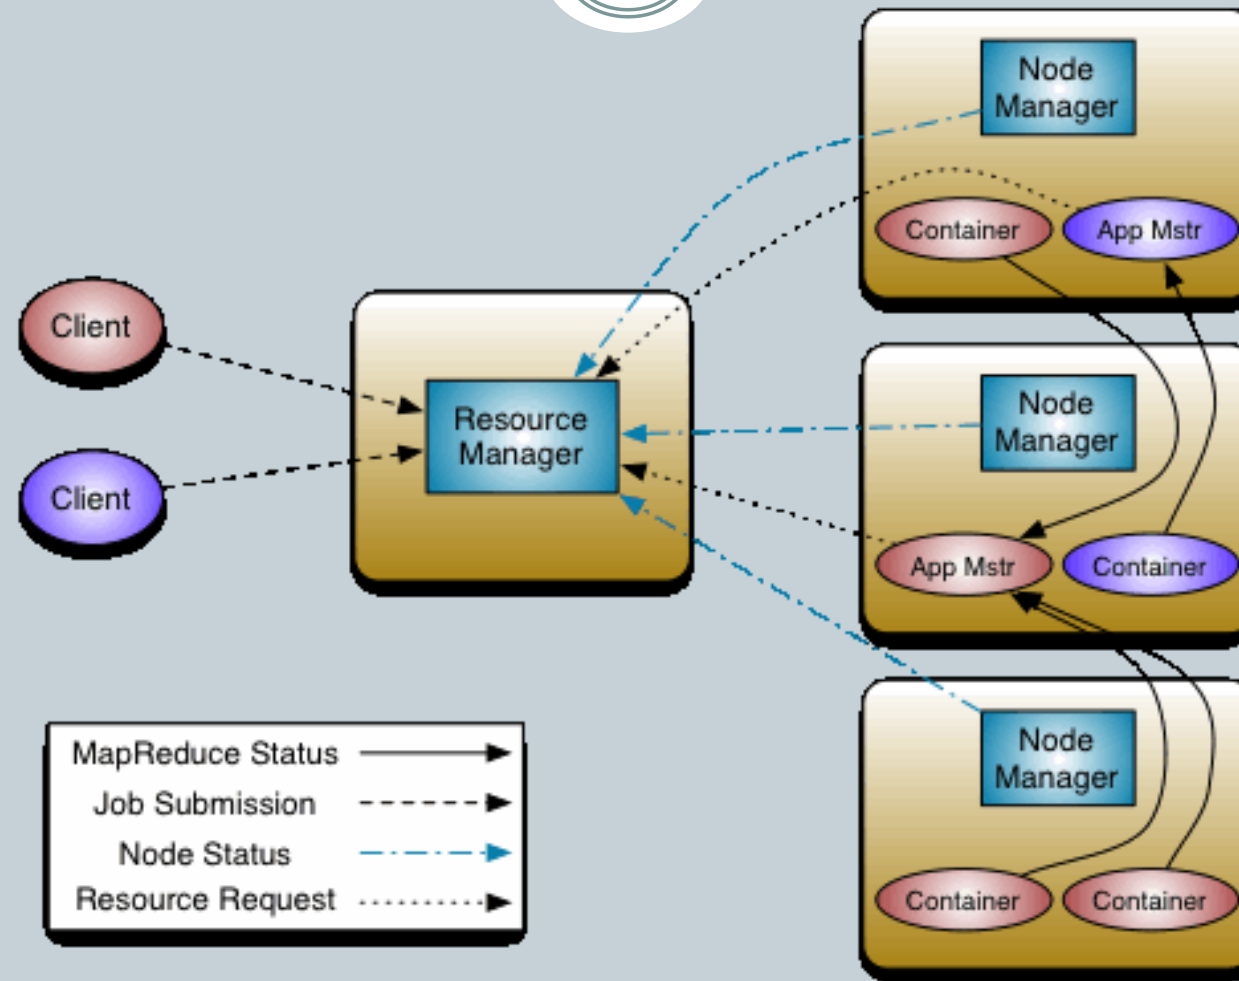 Node
Manager
Container
App Mstr
Client
Client
Resource
Manager
Node
Manager
App Mstr
Container
MapReduce Status
Job Submission
Node Status
Resource Request
Node
Manager
Container
Container